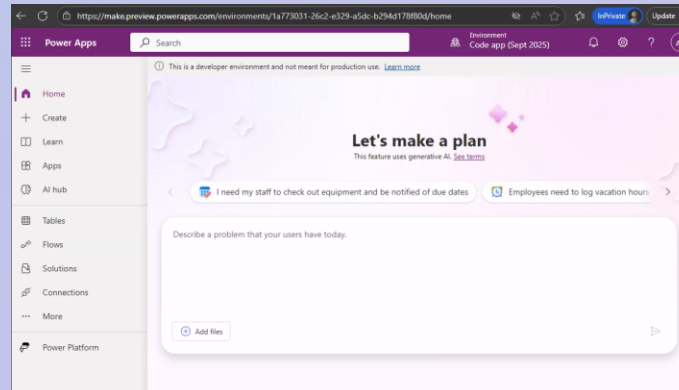 https://make.preview.powerapps.com/environments/1a773031-26c2-e329-a5dc-b294d178f80d/home
InPrivate
Update
Power Apps
Search
Environment
Code app (Sept 2025)
This is a developer environment and not meant for production use. Learn more
Home
Create
Learn
Apps
AI hub
Tables
Flows
Solutions
Connections
More
Power Platform
Let's make a plan
This feature uses generative AI. See terms
I need my staff to check out equipment and be notified of due dates
Employees need to log vacation hours
Describe a problem that your users have today.
Add files